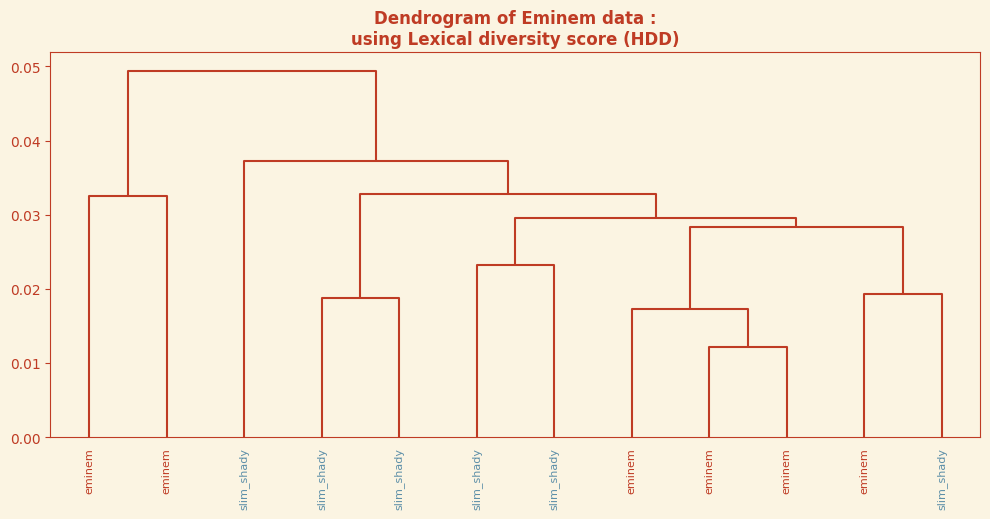 Dendrogram of Eminem data :
using Lexical diversity score (HDD)
0.05
0.04
0.03
0.02
0.01
0.00
eminem
eminem
slim_shady
slim_shady
slim_shady
slim_shady
slim_shady
eminem
eminem
eminem
eminem
slim_shady